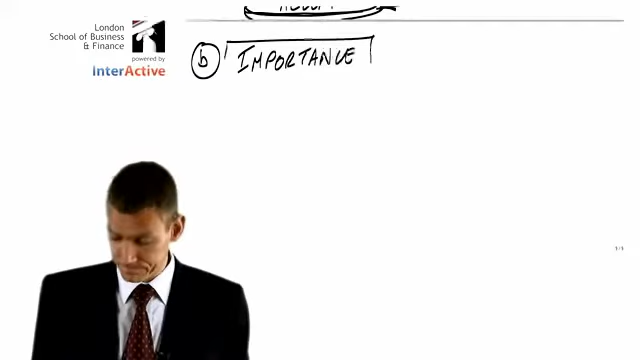 London
School of Business
& Finance
powered by
InterActive
b IMPORTANCE